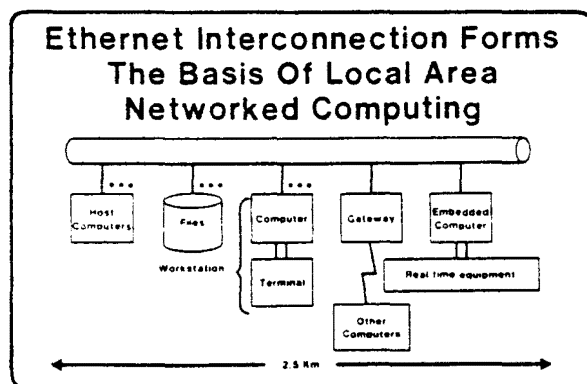 Ethernet Interconnection Forms
The Basis Of Local Area
Networked Computing
Host
Computers
Files
Computer
Gateway
Embedded
Computer
Workstation
Terminal
Real time equipment
Other
Computers
2.5 Km